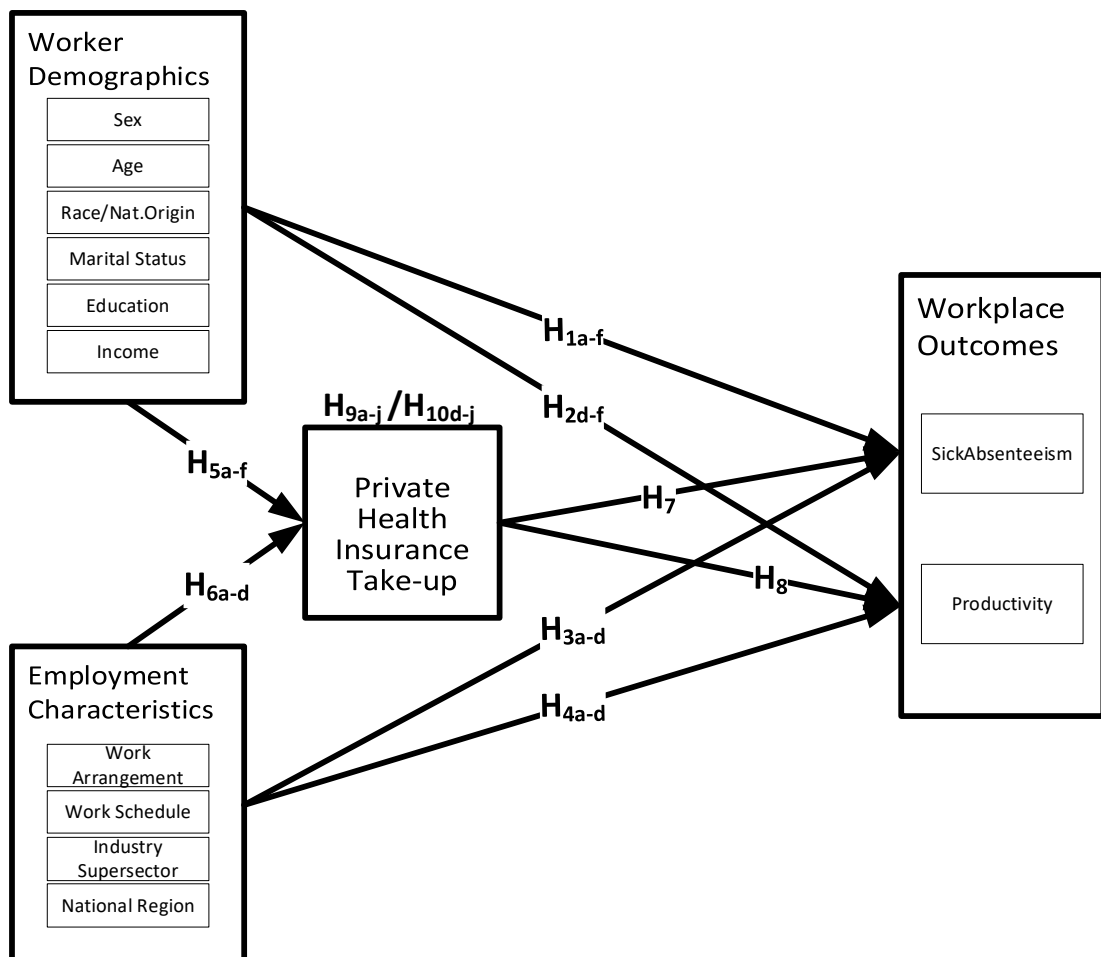 Worker
Demographics
Sex
Age
Race/Nat.Origin
Marital Status
Education
Income
H5a-f
H6a-d
Employment
Characteristics
Work
Arrangement
Work Schedule
Industry
Supersector
National Region
H9a-j /H10d-j
Private
Health
Insurance
Take-up
H1a-f
H2d-f
H7
H8
H3a-d
H4a-d
Workplace
Outcomes
SickAbsenteeism
Productivity